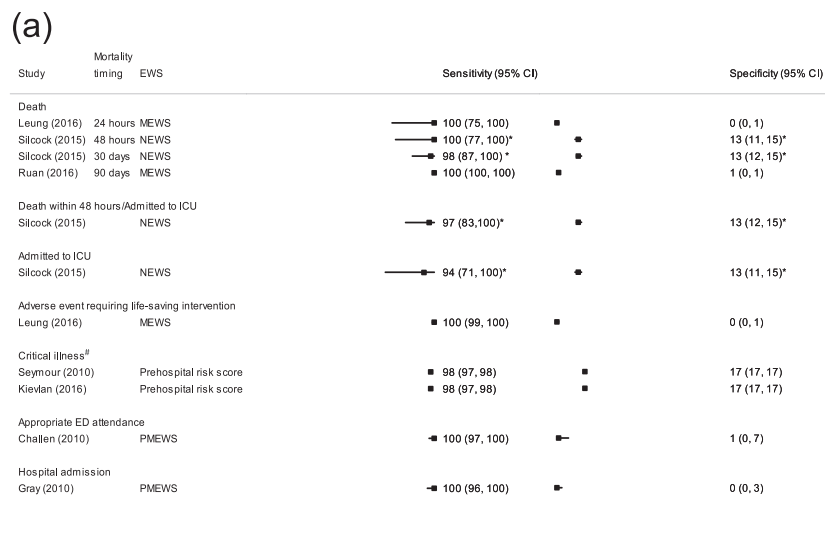 (a)
Mortality
Study timing EWS Sensitivity (95% CI) Specificity (95% CI)
Death
Leung (2016) 24 hours MEWS 100 (75, 100) 0 (0, 1)
Silcock (2015) 48 hours NEWS 100 (77, 100)* 13 (11, 15)*
Silcock (2015) 30 days NEWS 98 (87, 100) * 13 (12, 15)*
Ruan (2016) 90 days MEWS 100 (100, 100) 1 (0, 1)
Death within 48 hours/Admitted to ICU
Silcock (2015) NEWS 97 (83,100)* 13 (12, 15)*
Admitted to ICU
Silcock (2015) NEWS 94 (71, 100)* 13 (11, 15)*
Adverse event requiring life-saving intervention
Leung (2016) MEWS 100 (99, 100) 0 (0, 1)
Critical illness#
Seymour (2010) Prehospital risk score 98 (97, 98) 17 (17, 17)
Kievlan (2016) Prehospital risk score 98 (97, 98) 17 (17, 17)
Appropriate ED attendance
Challen (2010) PMEWS 100 (97, 100) 1 (0, 7)
Hospital admission
Gray (2010) PMEWS 100 (96, 100) 0 (0, 3)